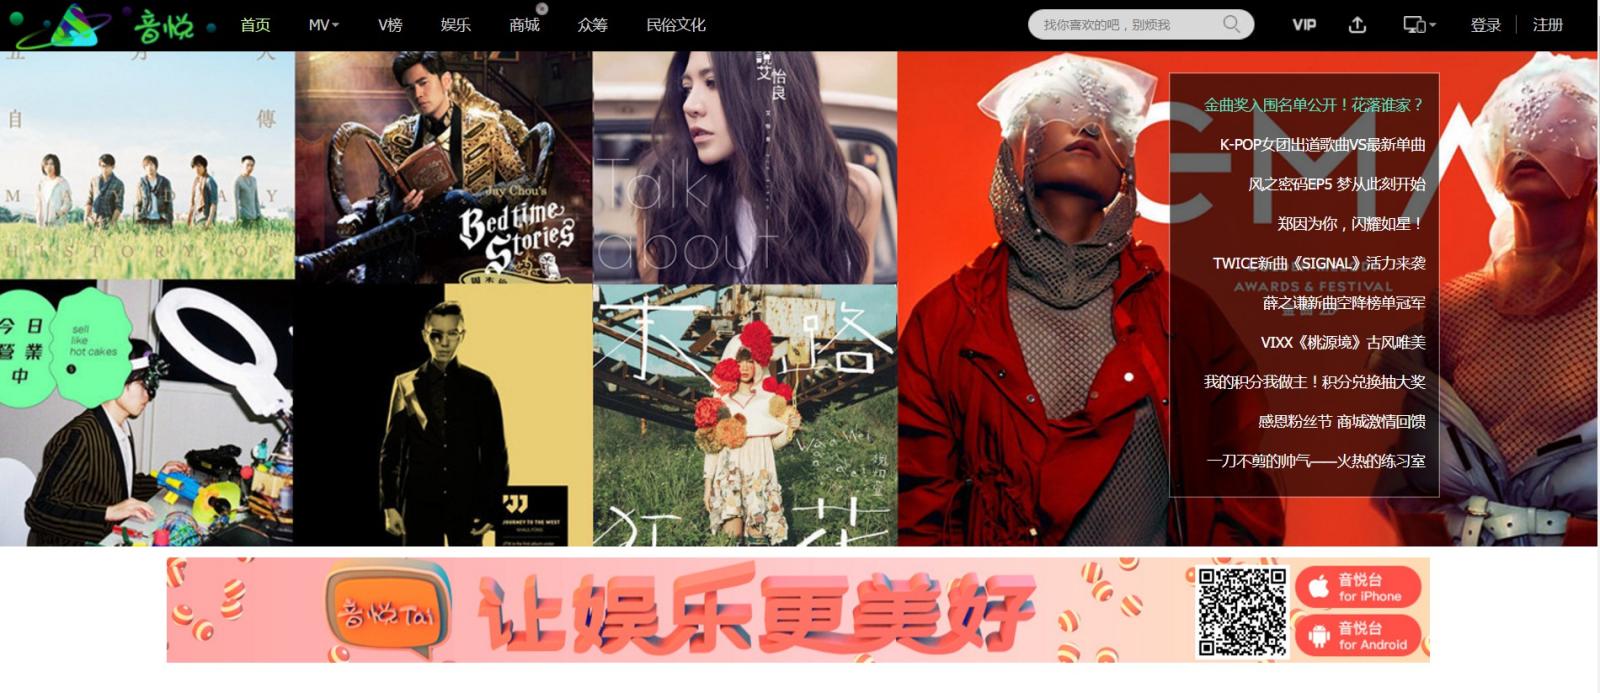 音悦
首页
MV
V榜
娱乐
商城
众筹
民俗文化
找你喜欢的吧，别烦我
VIP
登录
注册
自 傳
M A Y D A Y
HISTORY OF
Jay Chou's
Bedtime
Stories
艾怡良
Talk
about
今日
營業
中
sell
like
hot cakes
JOURNEY TO THE WEST
末路
狂花
GMA
AWARDS & FESTIVAL
金曲奖入围名单公开！花落谁家？
K-POP女团出道歌曲VS最新单曲
风之密码EP5 梦从此刻开始
郑因为你，闪耀如星！
TWICE新曲《SIGNAL》活力来袭
薛之谦新曲空降榜单冠军
VIXX《桃源境》古风唯美
我的积分我做主！积分兑换抽大奖
感恩粉丝节 商城激情回馈
一刀不剪的帅气——火热的练习室
音悦Tai
让娱乐更美好
音悦台
for iPhone
音悦台
for Android